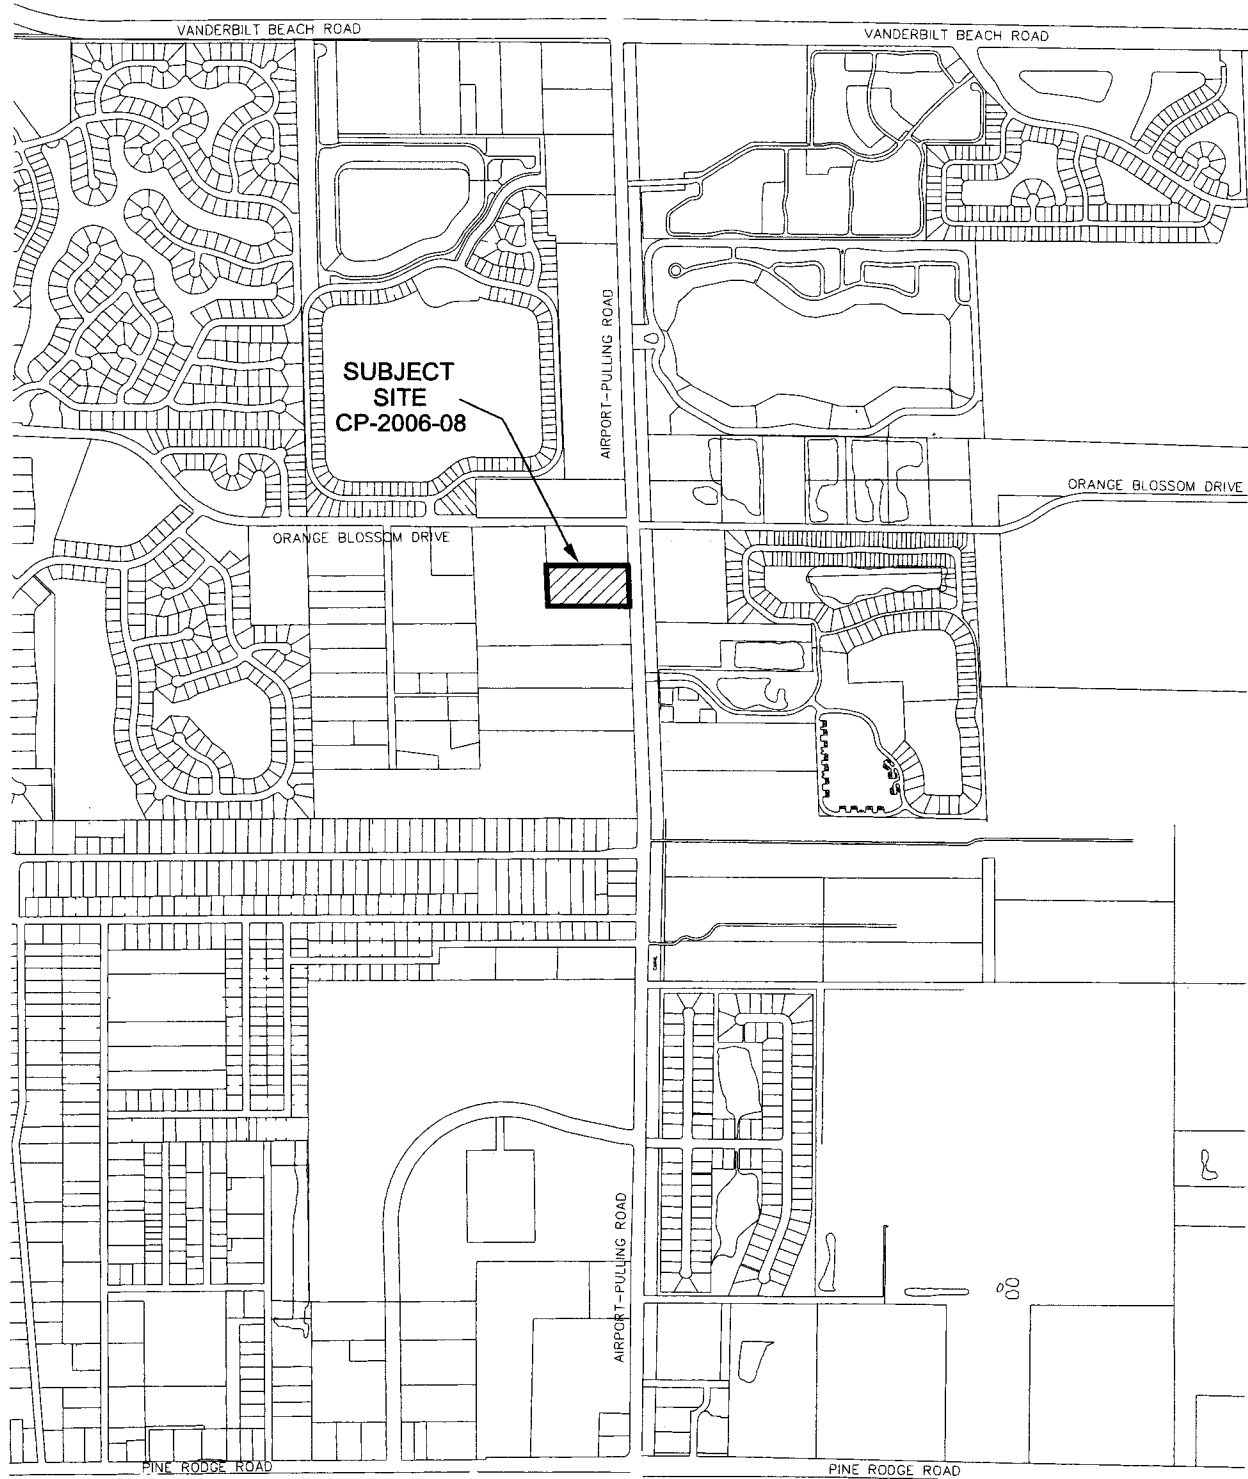 VANDERBILT BEACH ROAD
VANDERBILT BEACH ROAD
AIRPORT-PULLING ROAD
SUBJECT
SITE
CP-2006-08
ORANGE BLOSSOM DRIVE
ORANGE BLOSSOM DRIVE
CANAL
AIRPORT-PULLING ROAD
PINE RODGE ROAD
PINE RODGE ROAD